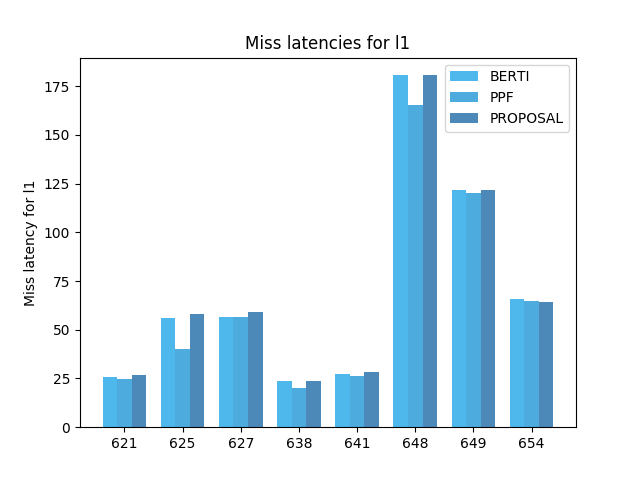 Miss latencies for l1
BERTI
PPF
PROPOSAL
Miss latency for l1
175
150
125
100
75
50
25
0
621 625 627 638 641 648 649 654